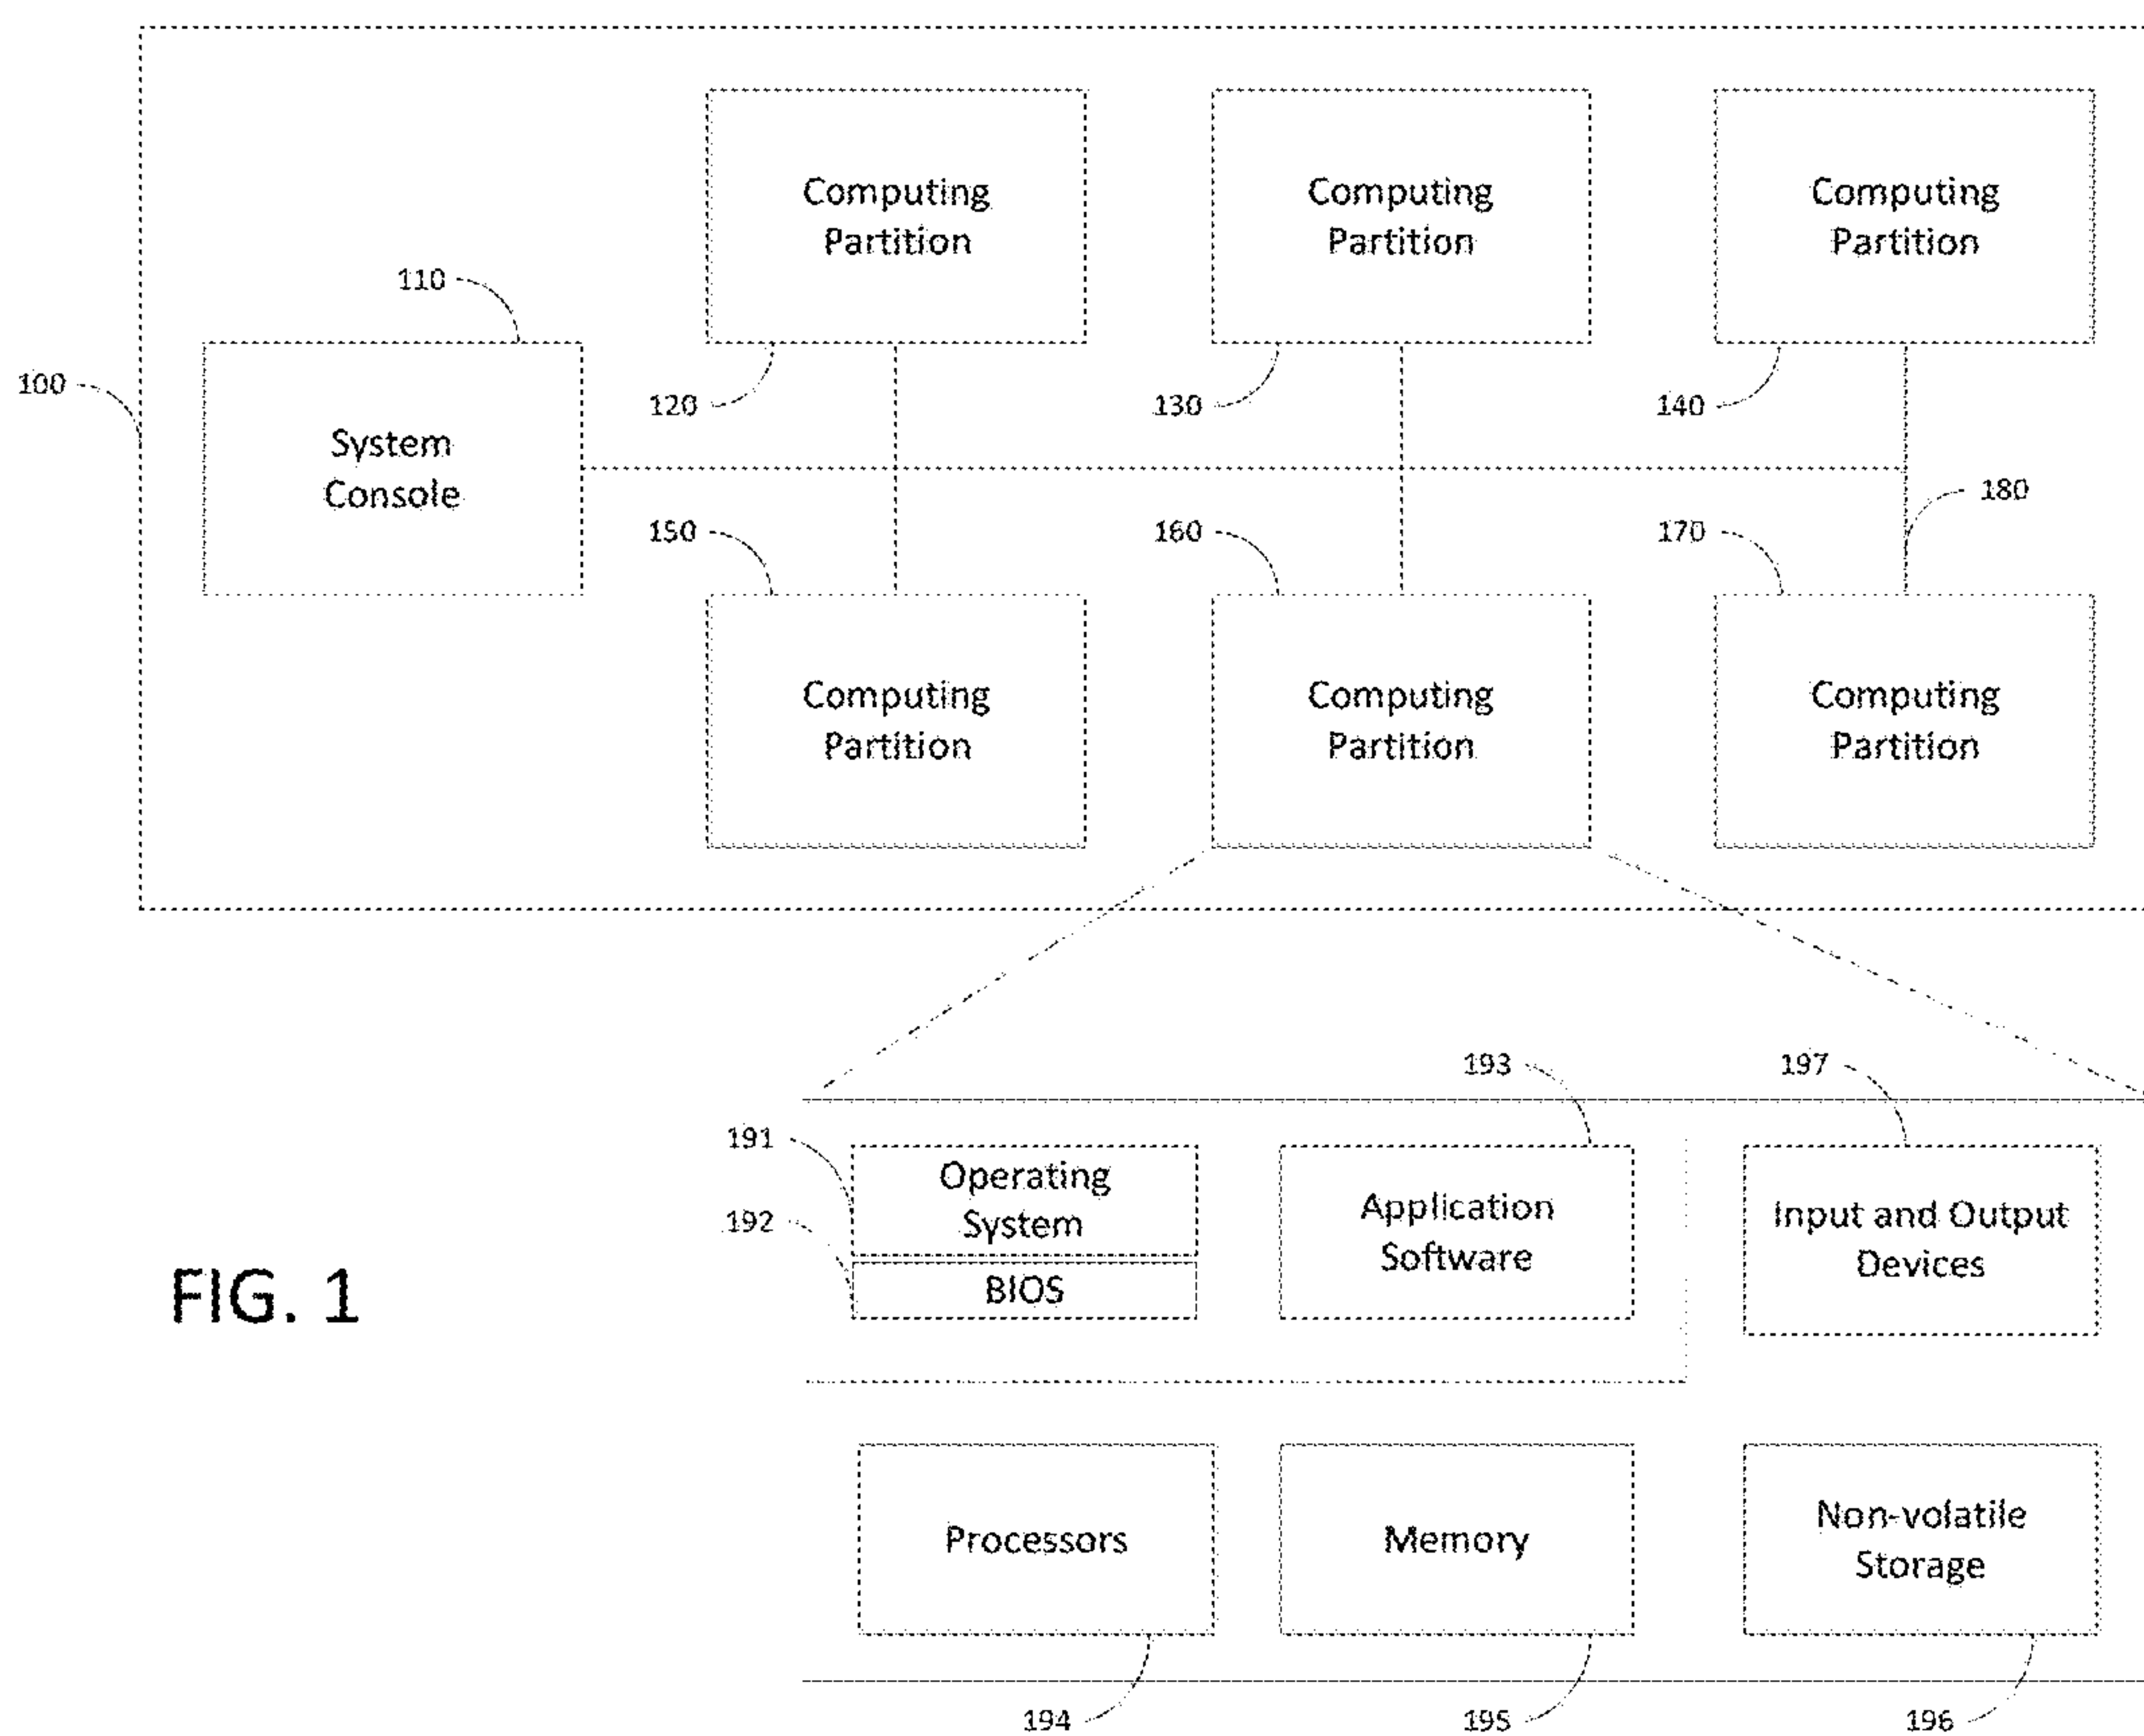 Computing
Partition
Computing
Partition
Computing
Partition
110
100
120
130
140
System
Console
180
150
160
170
Computing
Partition
Computing
Partition
Computing
Partition
193
197
191
Operating
System
Application
Software
Input and Output
Devices
192
BIOS
FIG. 1
Processors
Memory
Non-volatile
Storage
194
195
196